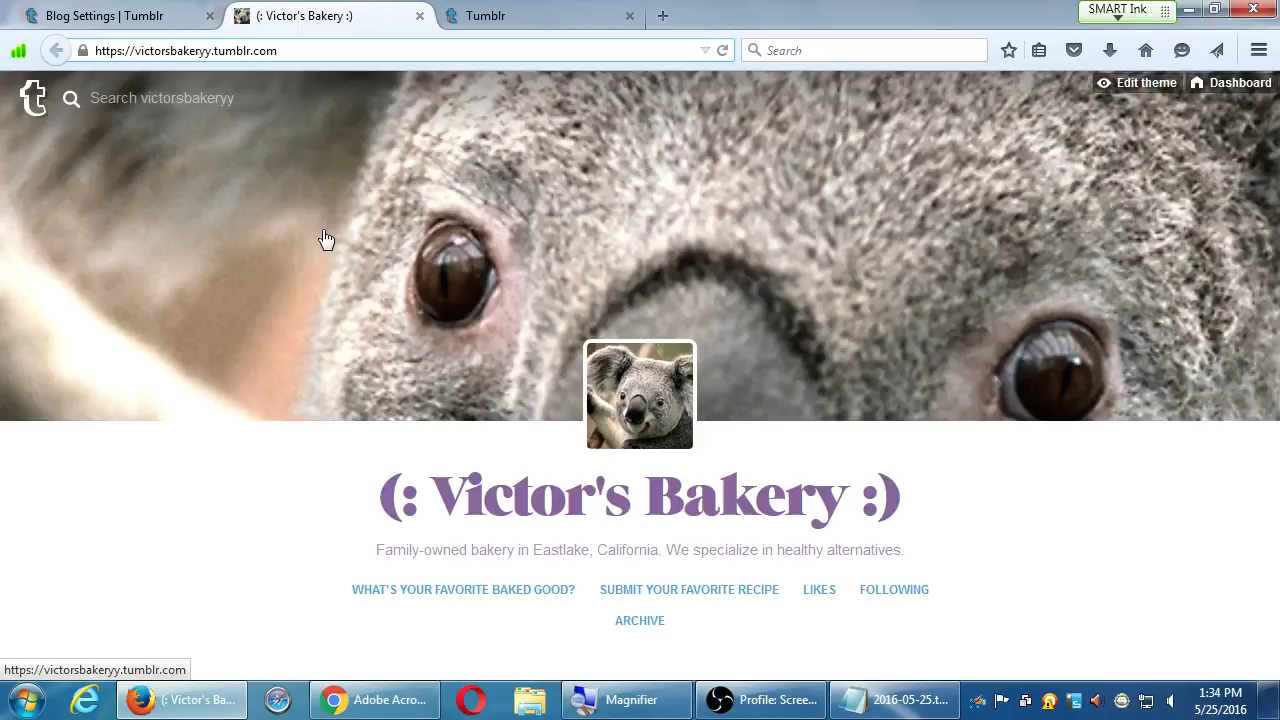 Blog Settings | Tumblr
(: Victor's Bakery :)
Tumblr
SMART Ink
https://victorsbakeryy.tumblr.com
Search
Search victorsbakeryy
Edit theme
Dashboard
(: Victor's Bakery :)
Family-owned bakery in Eastlake, California. We specialize in healthy alternatives.
WHAT'S YOUR FAVORITE BAKED GOOD? SUBMIT YOUR FAVORITE RECIPE LIKES FOLLOWING
ARCHIVE
https://victorsbakeryy.tumblr.com
(: Victor's Ba...
Adobe Acro...
Magnifier
Profile: Scree...
2016-05-25.t...
1:34 PM
5/25/2016